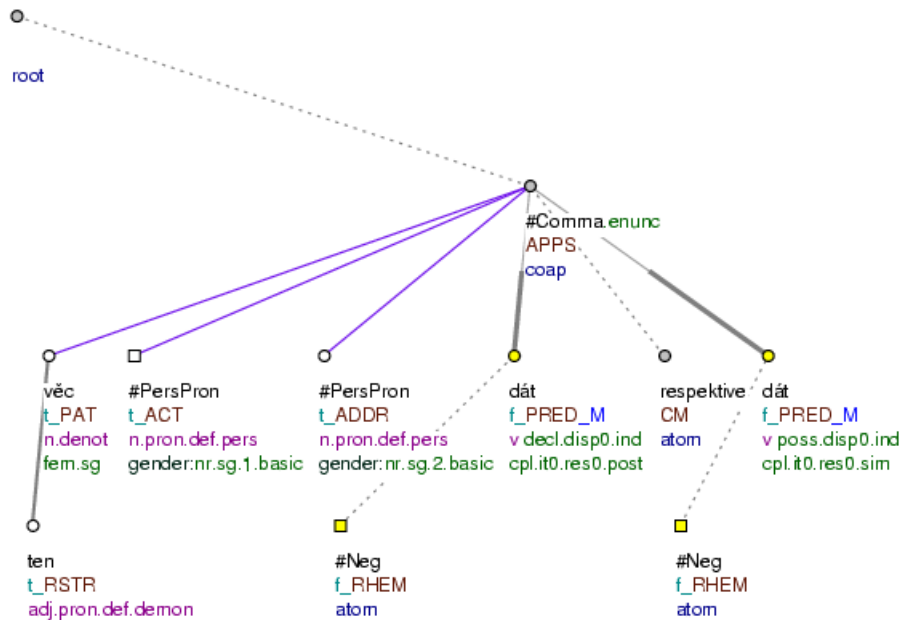 root
#Comma.enunc
APPS
coap
věc
t_PAT
n.denot
fem.sg
#PersPron
t_ACT
n.pron.def.pers
gender:nr.sg.1.basic
#PersPron
t_ADDR
n.pron.def.pers
gender:nr.sg.2.basic
dát
f_PRED_M
v decl.disp0.ind
cpl.it0.res0.post
respektive
CM
atom
dát
f_PRED_M
v poss.disp0.ind
cpl.it0.res0.sim
ten
t_RSTR
adj.pron.def.demon
#Neg
f_RHEM
atom
#Neg
f_RHEM
atom